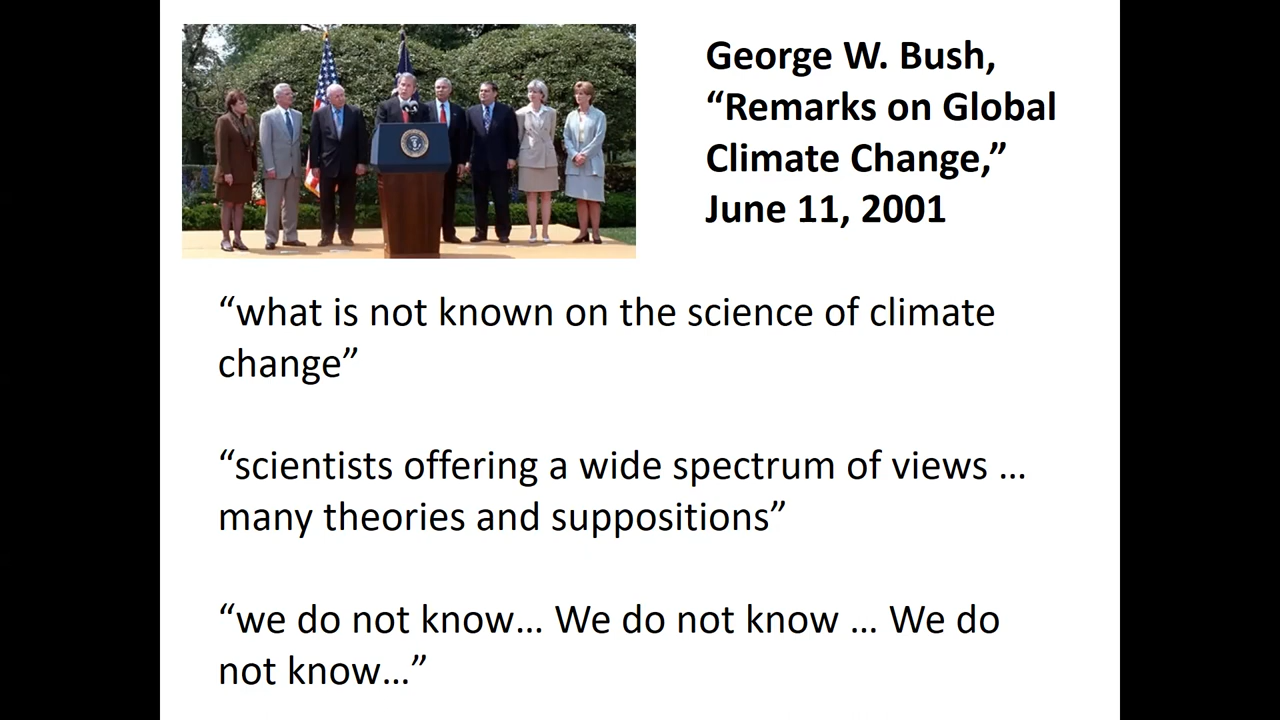 George W. Bush,
“Remarks on Global
Climate Change,”
June 11, 2001
“what is not known on the science of climate
change”
“scientists offering a wide spectrum of views …
many theories and suppositions”
“we do not know… We do not know … We do
not know…”